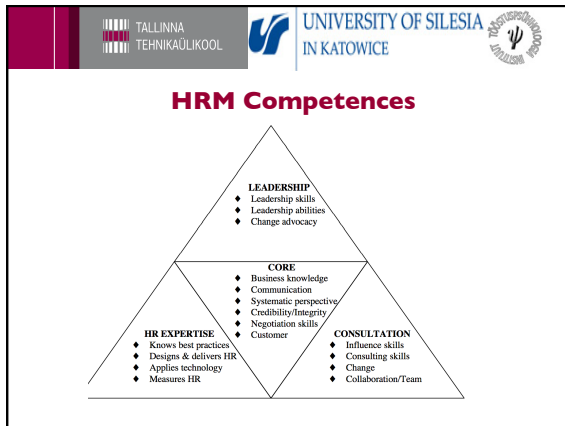 TALLINNA
TEHNIKAÜLIKOOL
UNIVERSITY OF SILESIA
IN KATOWICE
TÖÖSTUSPSÜHHOLOOGIA
INSTITUUT
HRM Competences
LEADERSHIP
♦ Leadership skills
♦ Leadership abilities
♦ Change advocacy
CORE
♦ Business knowledge
♦ Communication
♦ Systematic perspective
♦ Credibility/Integrity
♦ Negotiation skills
♦ Customer
HR EXPERTISE
♦ Knows best practices
♦ Designs & delivers HR
♦ Applies technology
♦ Measures HR
CONSULTATION
♦ Influence skills
♦ Consulting skills
♦ Change
♦ Collaboration/Team